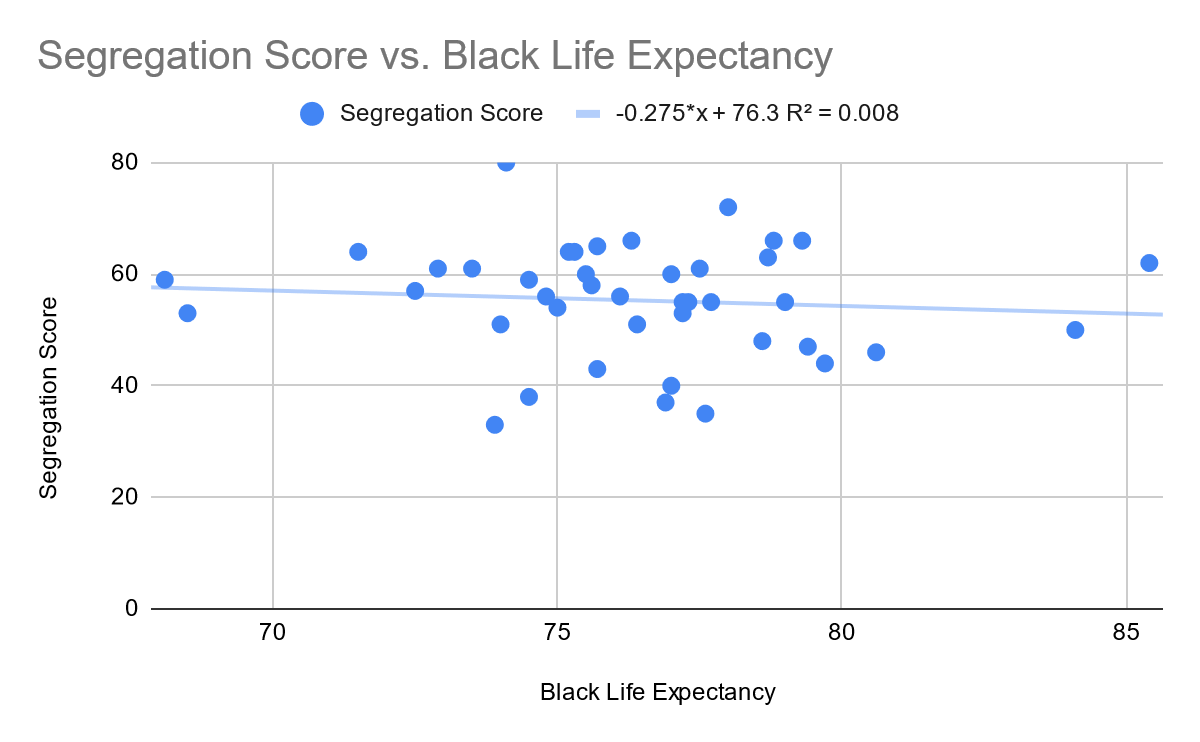 Segregation Score vs. Black Life Expectancy
Segregation Score
-0.275*x + 76.3 R² = 0.008
80
60
40
20
0
Segregation Score
70
75
80
85
Black Life Expectancy